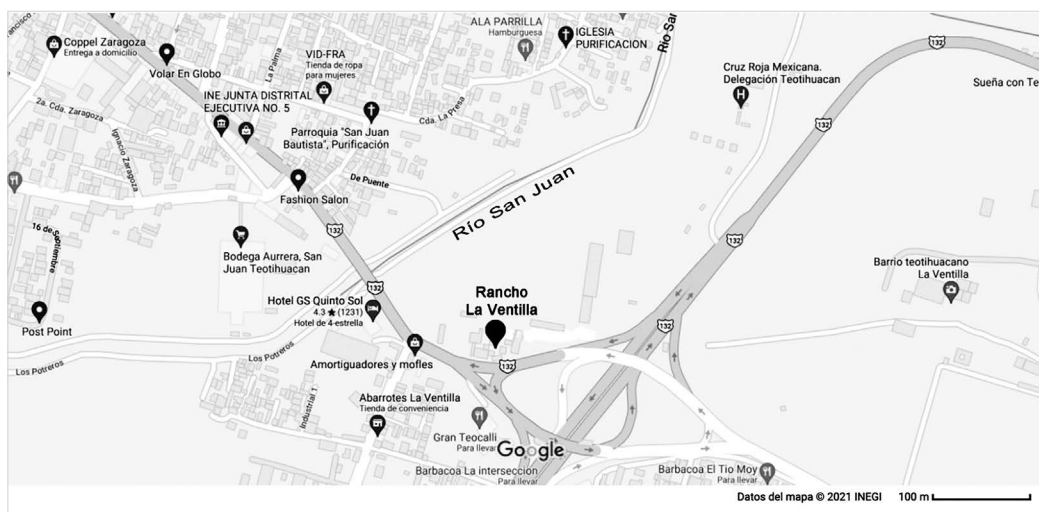 ALA PARRILLA
Hamburguesa
IGLESIA
PURIFICACION
Río San
132
Coppel Zaragoza
Entrega a domicilio
Volar En Globo
La Palma
VID-FRA
Tienda de ropa
para mujeres
Cruz Roja Mexicana.
Delegación Teotihuacan
Sueña con Te
INE JUNTA DISTRITAL
EJECUTIVA NO. 5
2a. Cda. Zaragoza
Cda. La Presa
132
Ignacio Zaragoza
Parroquia "San Juan
Bautista", Purificación
De Puente
Fashion Salon
Río San Juan
16 de Septiembre
132
132
Bodega Aurrera, San
Juan Teotihuacan
Barrio teotihuacano
La Ventilla
132
Rancho
La Ventilla
Hotel GS Quinto Sol
4.3 ★ (1231)
Hotel de 4-estrella
Post Point
132
Los Potreros
Los Potreros
Amortiguadores y mofles
132
Industrial 1
Abarrotes La Ventilla
Tienda de conveniencia
Gran Teocalli
Para llevar
Google
Barbacoa La interseccion
Para llevar
Barbacoa El Tio Moy
Para llevar
Datos del mapa © 2021 INEGI
100 m